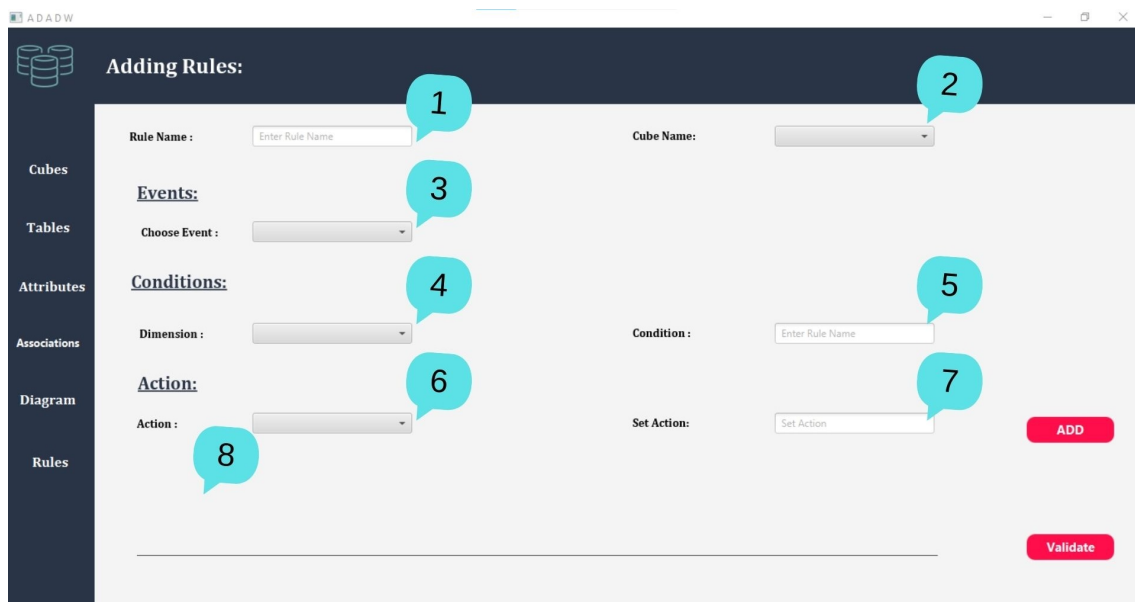 ADADW
Adding Rules:
1
2
Rule Name :
Enter Rule Name
Cube Name:
Cubes
Events:
3
Tables
Choose Event :
Attributes
Conditions:
4
5
Associations
Dimension :
Condition :
Enter Rule Name
Action:
6
7
Diagram
Action :
Set Action:
Set Action
ADD
8
Rules
Validate